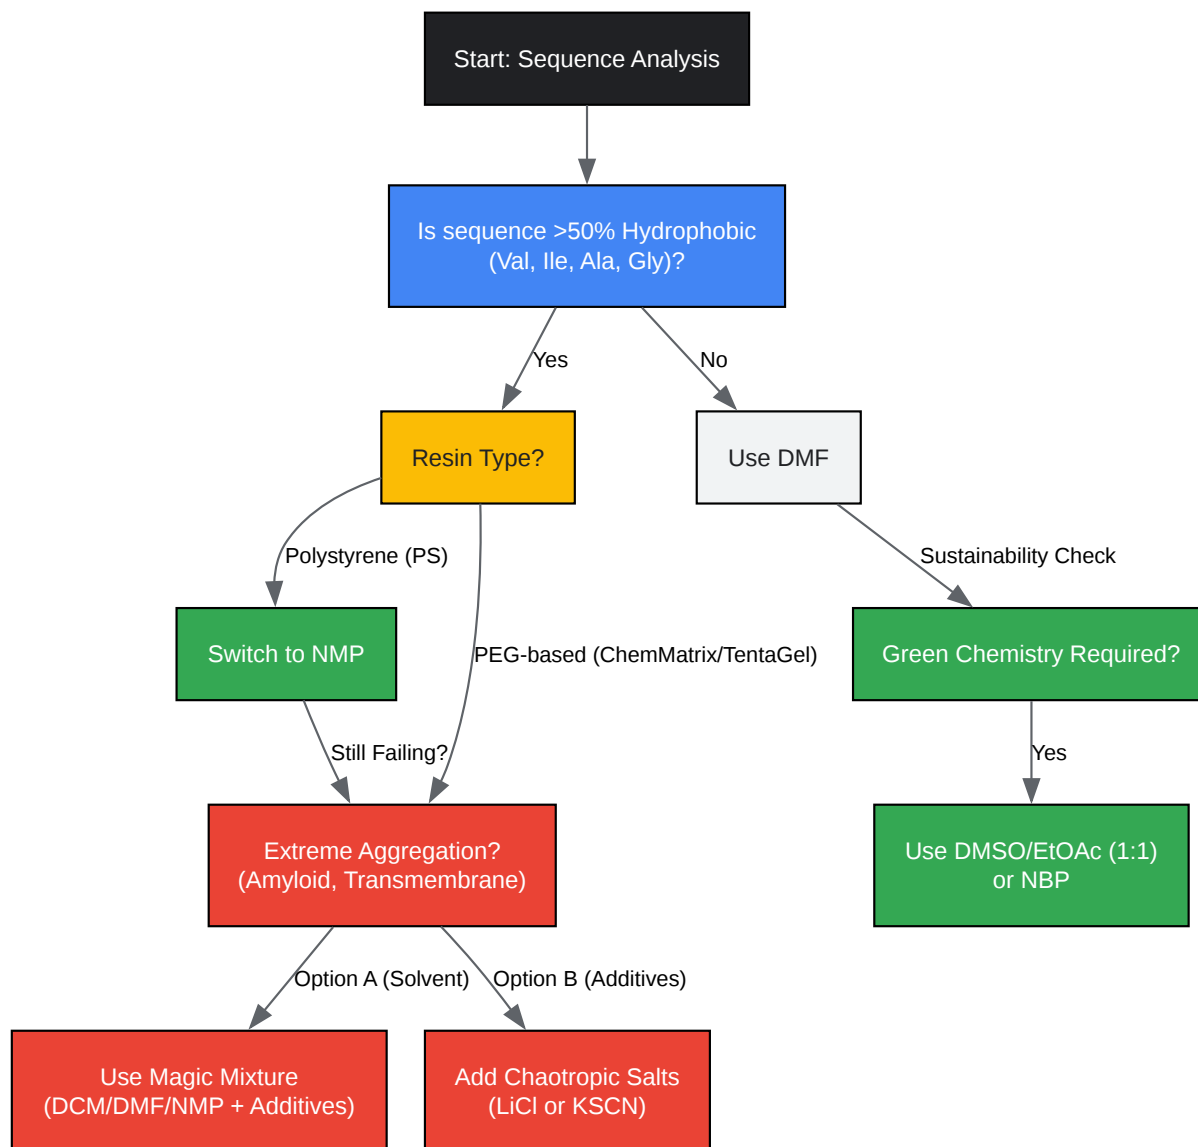 Start: Sequence Analysis
Is sequence >50% Hydrophobic
(Val, Ile, Ala, Gly)?
Yes
No
Resin Type?
Use DMF
Polystyrene (PS)
Sustainability Check
Switch to NMP
PEG-based (ChemMatrix/TentaGel)
Green Chemistry Required?
Still Failing?
Yes
Extreme Aggregation?
(Amyloid, Transmembrane)
Use DMSO/EtOAc (1:1)
or NBP
Option A (Solvent)
Option B (Additives)
Use Magic Mixture
(DCM/DMF/NMP + Additives)
Add Chaotropic Salts
(LiCl or KSCN)